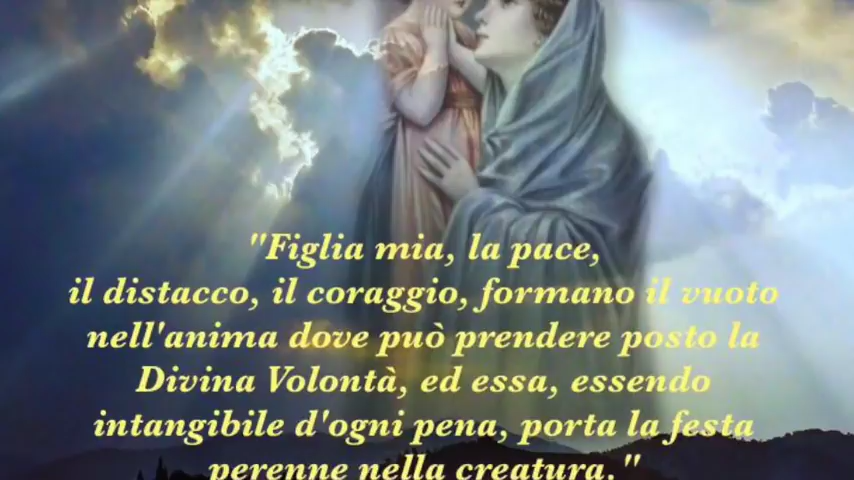 "Figlia mia, la pace,
il distacco, il coraggio, formano il vuoto
nell'anima dove può prendere posto la
Divina Volontà, ed essa, essendo
intangibile d'ogni pena, porta la festa
perenne nella creatura."